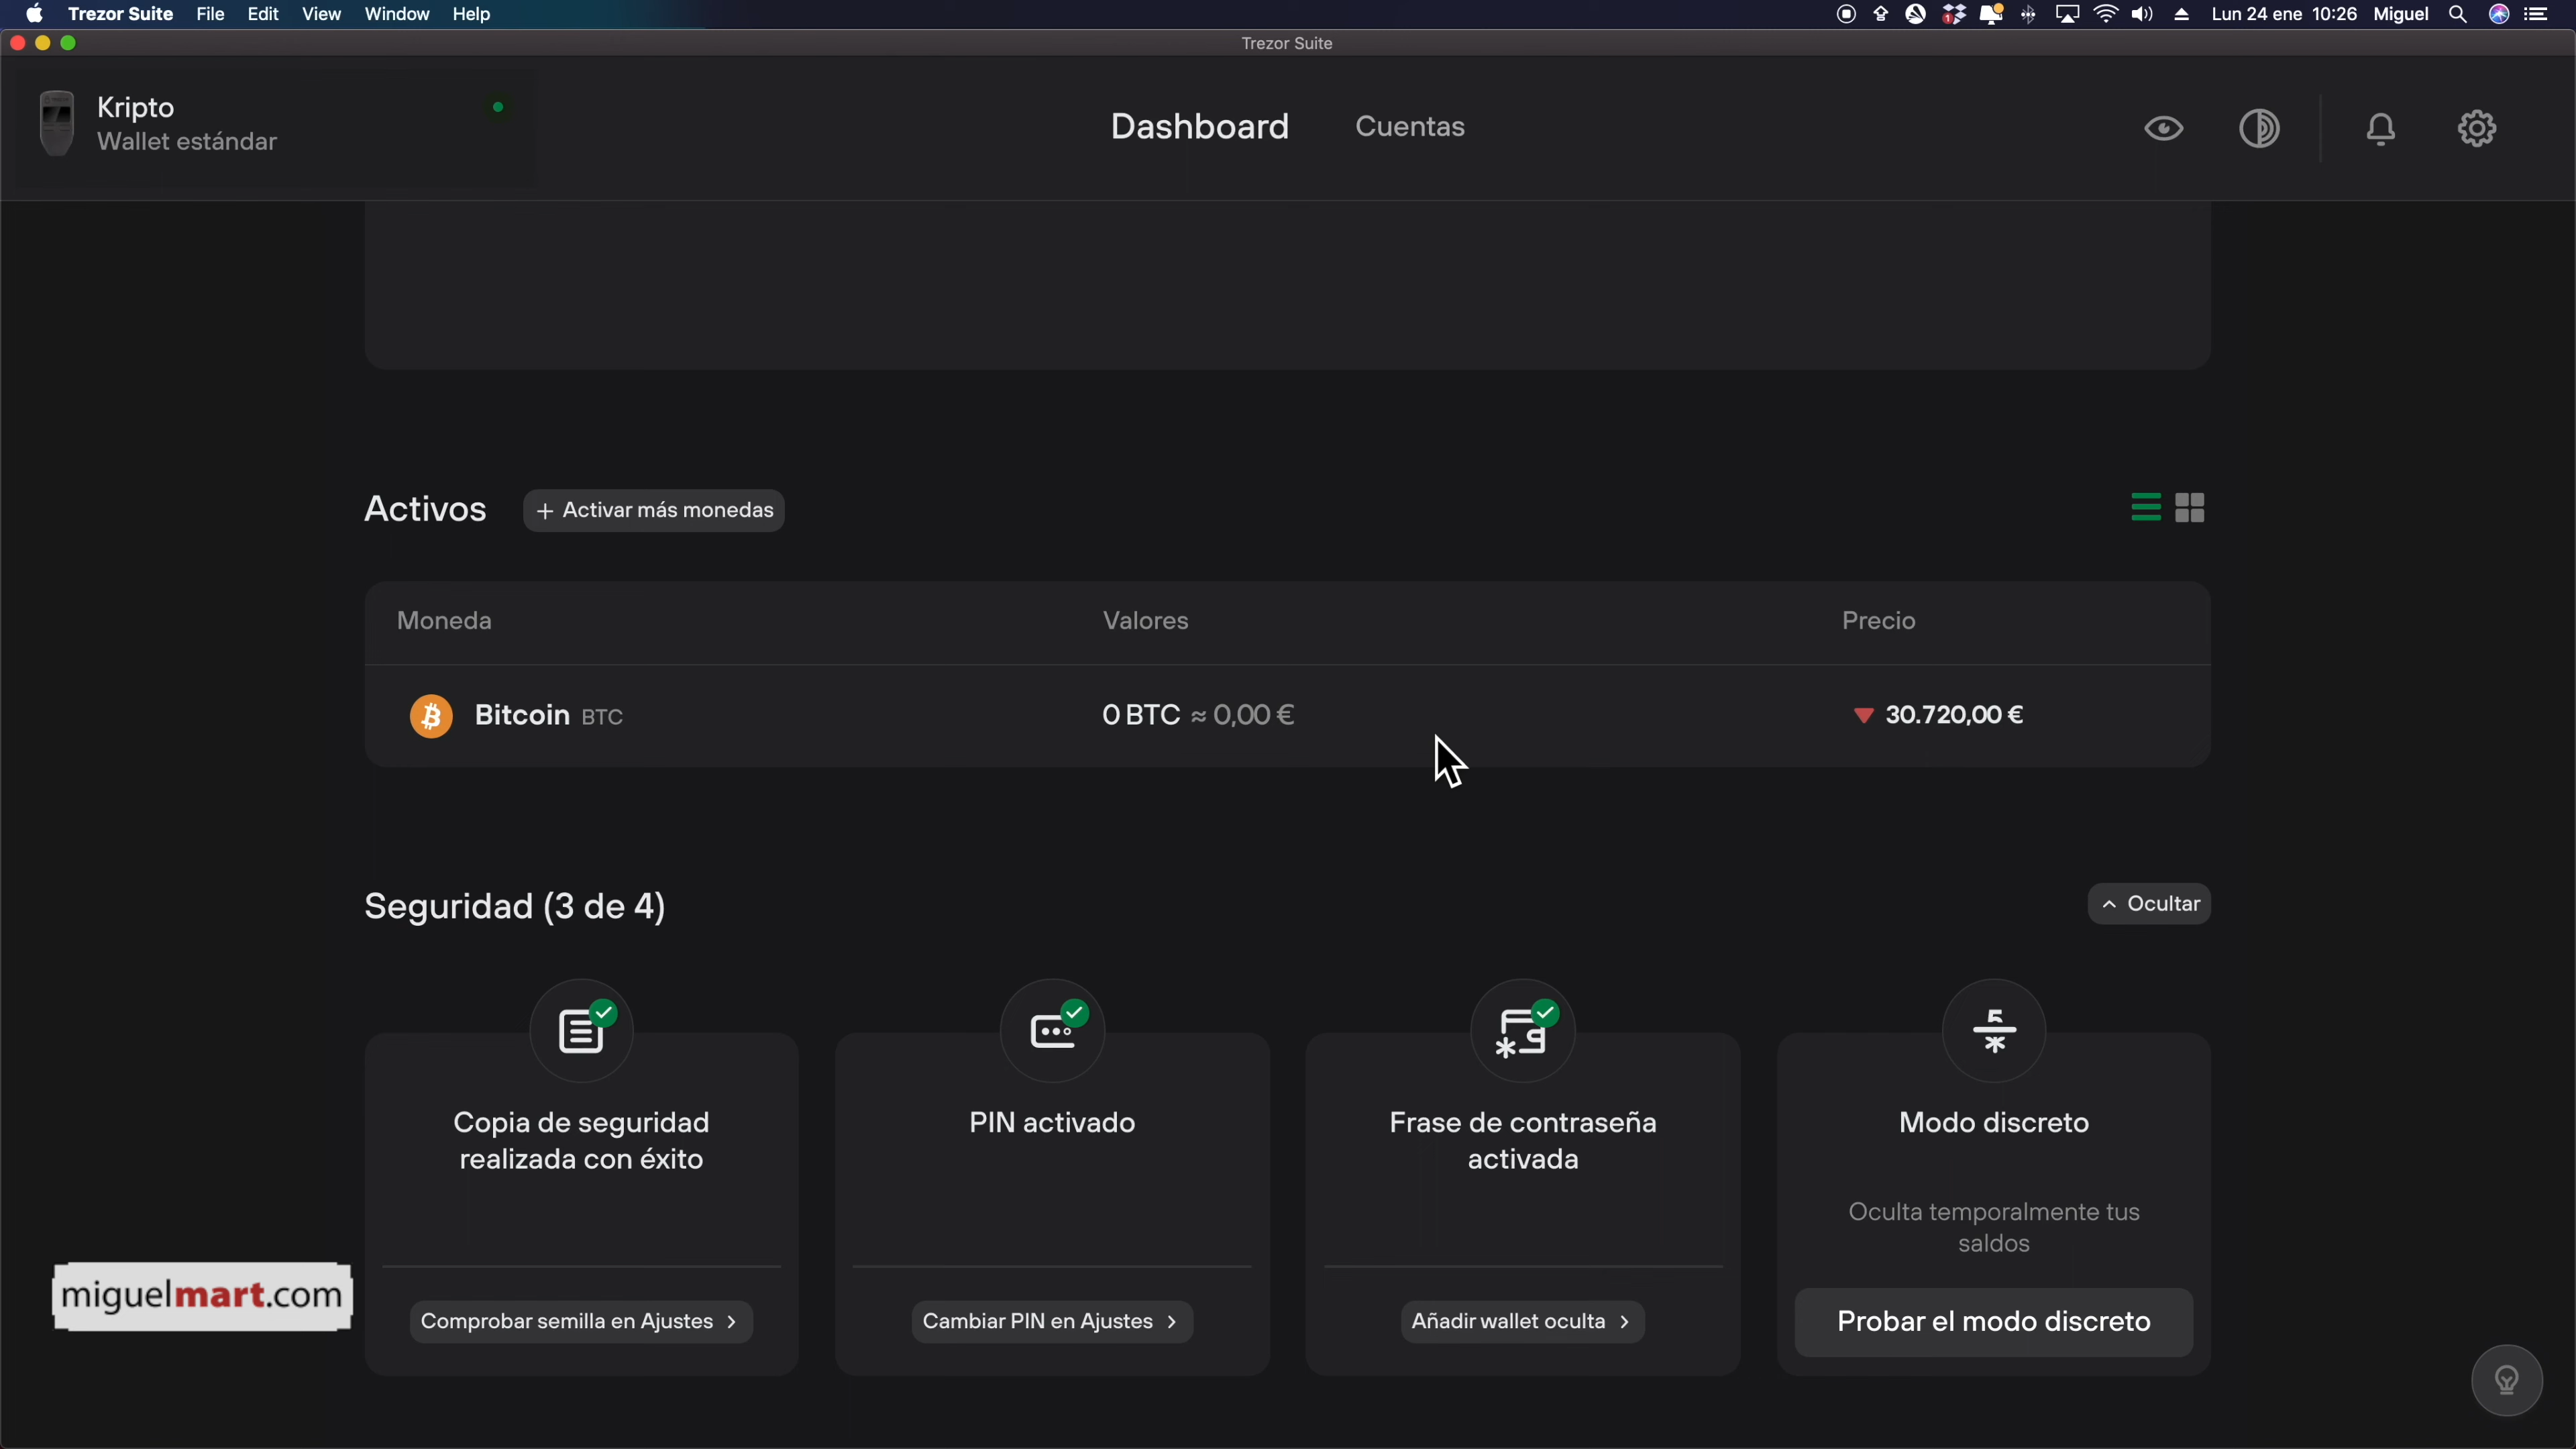 Trezor Suite File Edit View Window Help
1
Lun 24 ene 10:26 Miguel
Trezor Suite
Kripto
Wallet estándar
Dashboard
Cuentas
Activos
+ Activar más monedas
Moneda
Valores
Precio
Bitcoin BTC
0 BTC ≈ 0,00 €
30.720,00 €
Seguridad (3 de 4)
Ocultar
Copia de seguridad
realizada con éxito
Comprobar semilla en Ajustes
PIN activado
Cambiar PIN en Ajustes
Frase de contraseña
activada
Añadir wallet oculta
Modo discreto
Oculta temporalmente tus
saldos
Probar el modo discreto
miguelmart.com